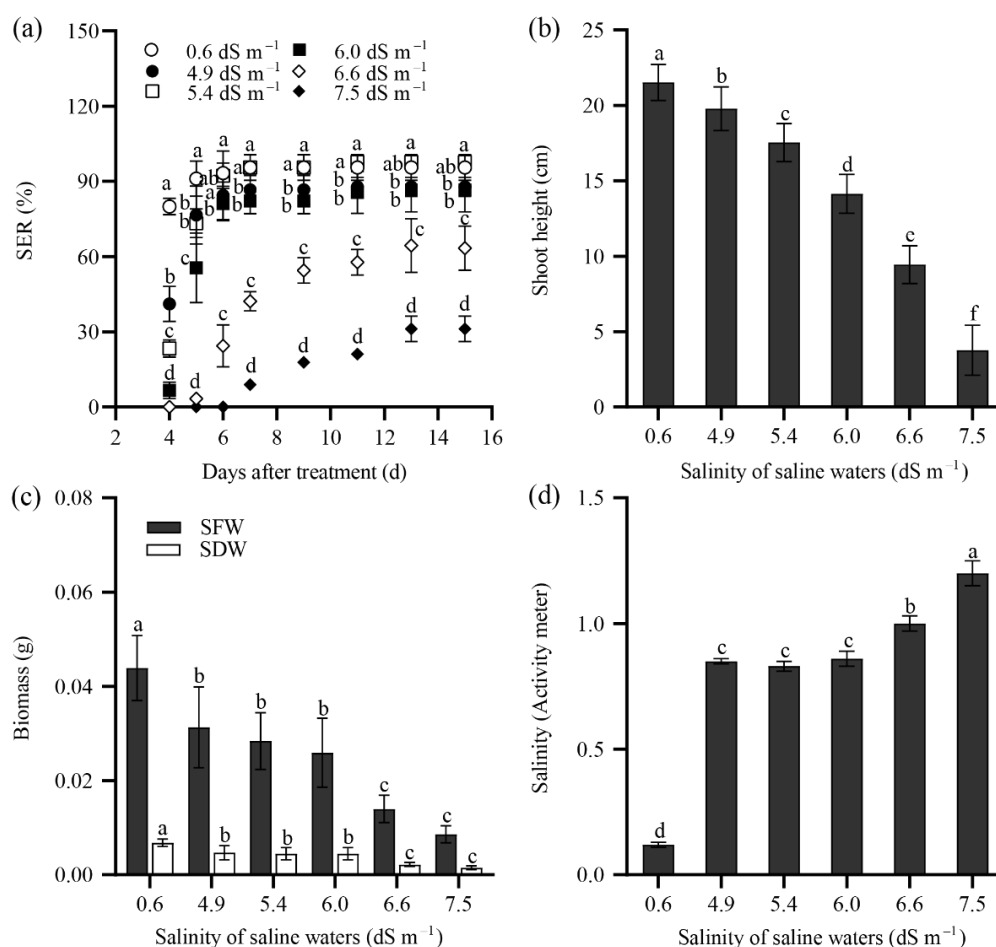 (a)
150
120
90
60
30
0
SER (%)
0.6 dS m⁻¹
4.9 dS m⁻¹
5.4 dS m⁻¹
6.0 dS m⁻¹
6.6 dS m⁻¹
7.5 dS m⁻¹
a
b
c
d
a
b
b
c
d
a
ab
b
c
a
a
b
b
c
d
a
a
b
b
c
d
a
b
b
c
d
a
ab
b
b
c
d
a
ab
b
b
c
d
2 4 6 8 10 12 14 16
Days after treatment (d)
(b)
25
20
15
10
5
0
Shoot height (cm)
a b c d c f
0.6 4.9 5.4 6.0 6.6 7.5
Salinity of saline waters (dS m⁻¹)
(c)
0.08
0.06
0.04
0.02
0.00
Biomass (g)
SFW
SDW
a b b b c c
a b b b c c
0.6 4.9 5.4 6.0 6.6 7.5
Salinity of saline waters (dS m⁻¹)
(d)
1.5
1.0
0.5
0.0
Salinity (Activity meter)
d c c c b a
0.6 4.9 5.4 6.0 6.6 7.5
Salinity of saline waters (dS m⁻¹)